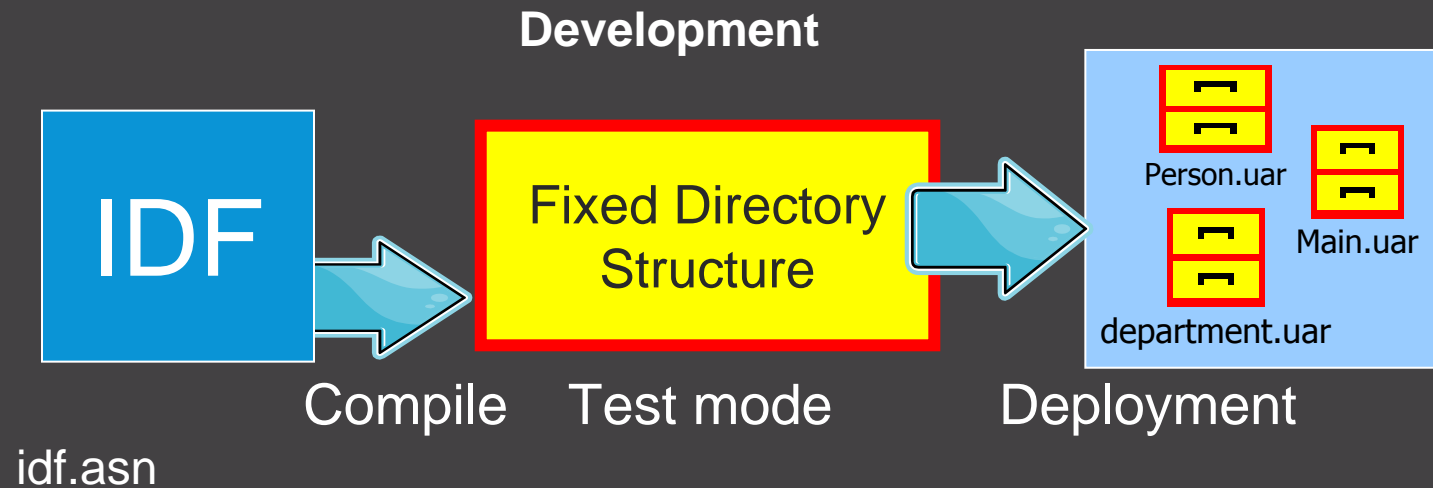 Development
IDF
Fixed Directory
Structure
Person.uar
Main.uar
department.uar
Compile
Test mode
Deployment
idf.asn